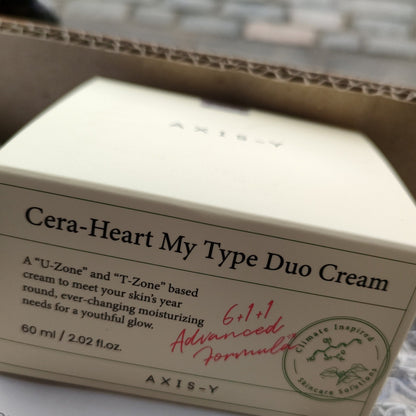 AXIS-Y
Cera-Heart My Type Duo Cream
A "U-Zone" and "T-Zone" based
cream to meet your skin's year
round, ever-changing moisturizing
needs for a youthful glow.
60 ml / 2.02 fl.oz.
6+1+1
Advanced
Formula
Climate Inspired
Skincare Solutions
AXIS-Y